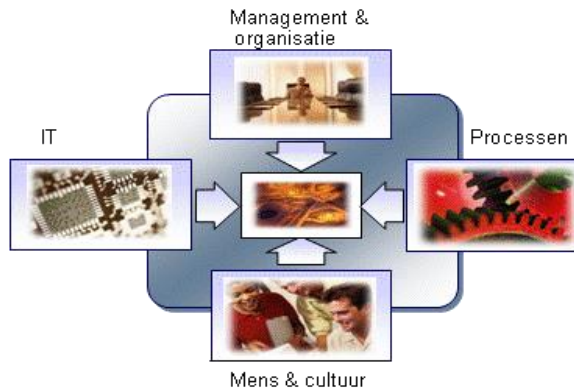 Management &
organisatie
IT
Processen
Mens & cultuur